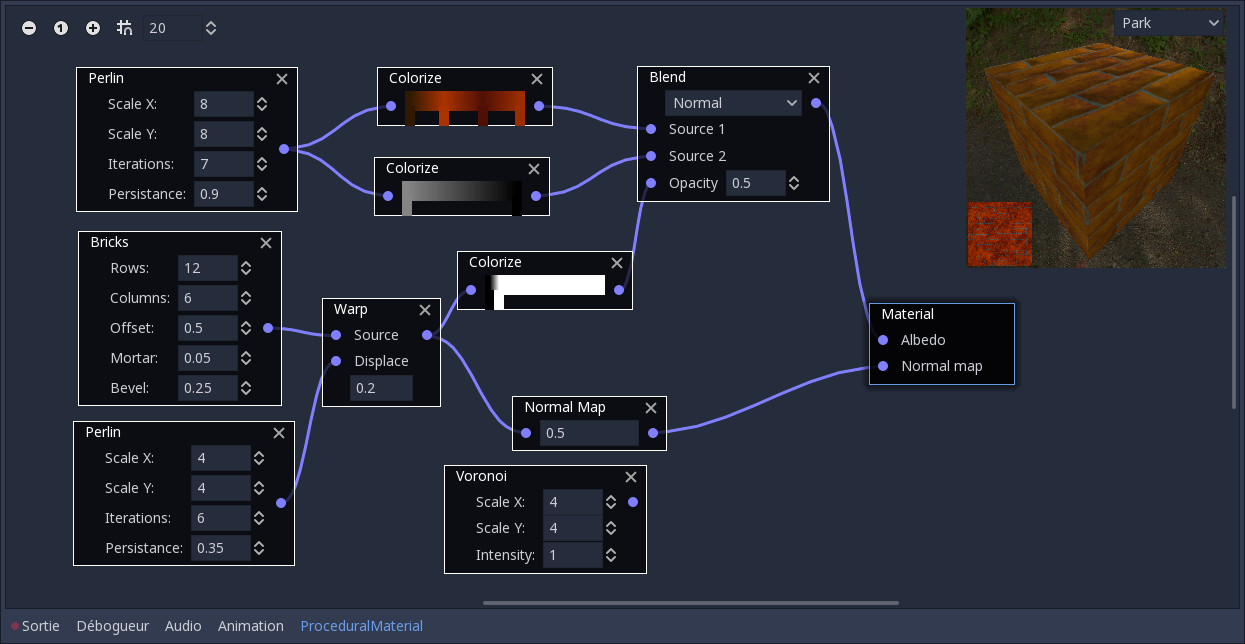 1 20
Park
Perlin
Scale X: 8
Scale Y: 8
Iterations: 7
Persistance: 0.9
Colorize
Colorize
Blend
Normal
Source 1
Source 2
Opacity 0.5
Bricks
Rows: 12
Columns: 6
Offset: 0.5
Mortar: 0.05
Bevel: 0.25
Warp
Source
Displace
0.2
Colorize
Material
Albedo
Normal map
Normal Map
0.5
Perlin
Scale X: 4
Scale Y: 4
Iterations: 6
Persistance: 0.35
Voronoi
Scale X: 4
Scale Y: 4
Intensity: 1
Sortie Débogueur Audio Animation ProceduralMaterial